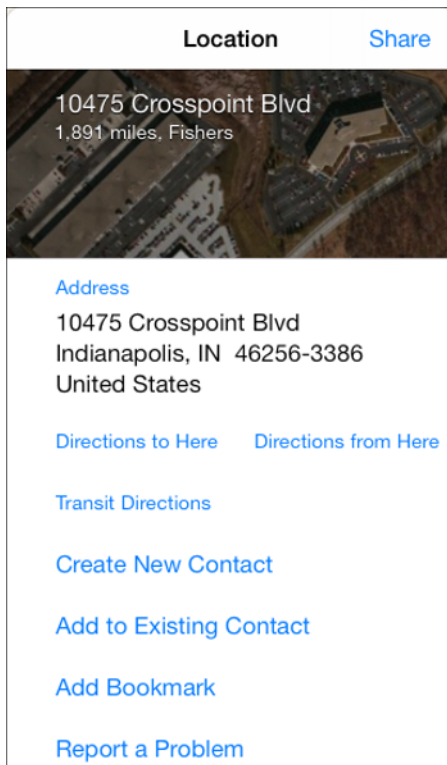 Location
Share
10475 Crosspoint Blvd
1,891 miles, Fishers
Address
10475 Crosspoint Blvd
Indianapolis, IN  46256-3386
United States
Directions to Here
Directions from Here
Transit Directions
Create New Contact
Add to Existing Contact
Add Bookmark
Report a Problem